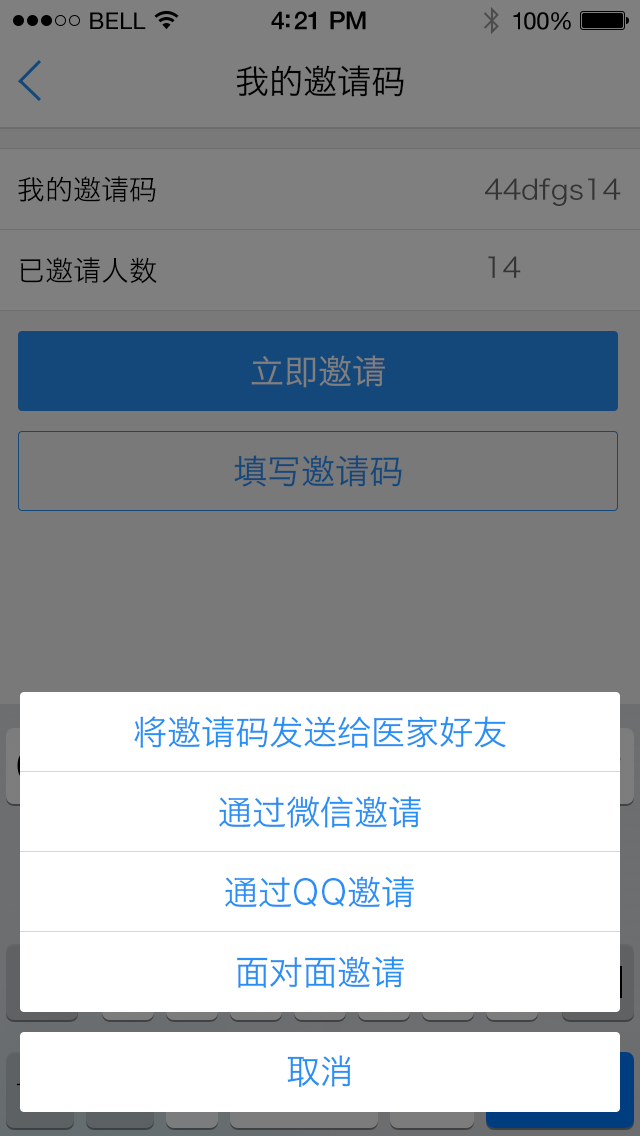 BELL 4:21 PM 100%
我的邀请码
我的邀请码 44dfgs14
已邀请人数 14
立即邀请
填写邀请码
将邀请码发送给医家好友
通过微信邀请
通过QQ邀请
面对面邀请
取消